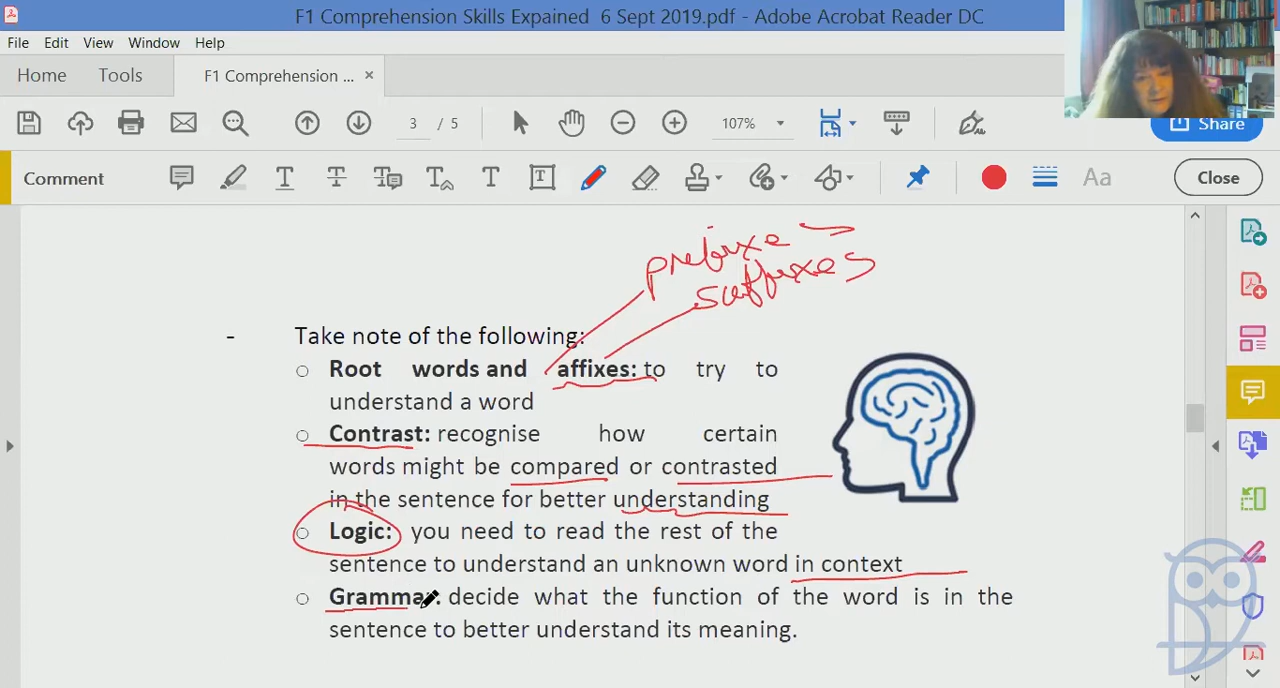 F1 Comprehension Skills Expained 6 Sept 2019.pdf - Adobe Acrobat Reader DC
File Edit View Window Help
Home Tools F1 Comprehension ... ×
3 / 5 107% Share
Comment Aa Close
prefixes
suffixes
- Take note of the following:
○ Root words and affixes: to try to
understand a word
○ Contrast: recognise how certain
words might be compared or contrasted
in the sentence for better understanding
○ Logic: you need to read the rest of the
sentence to understand an unknown word in context
○ Grammar: decide what the function of the word is in the
sentence to better understand its meaning.